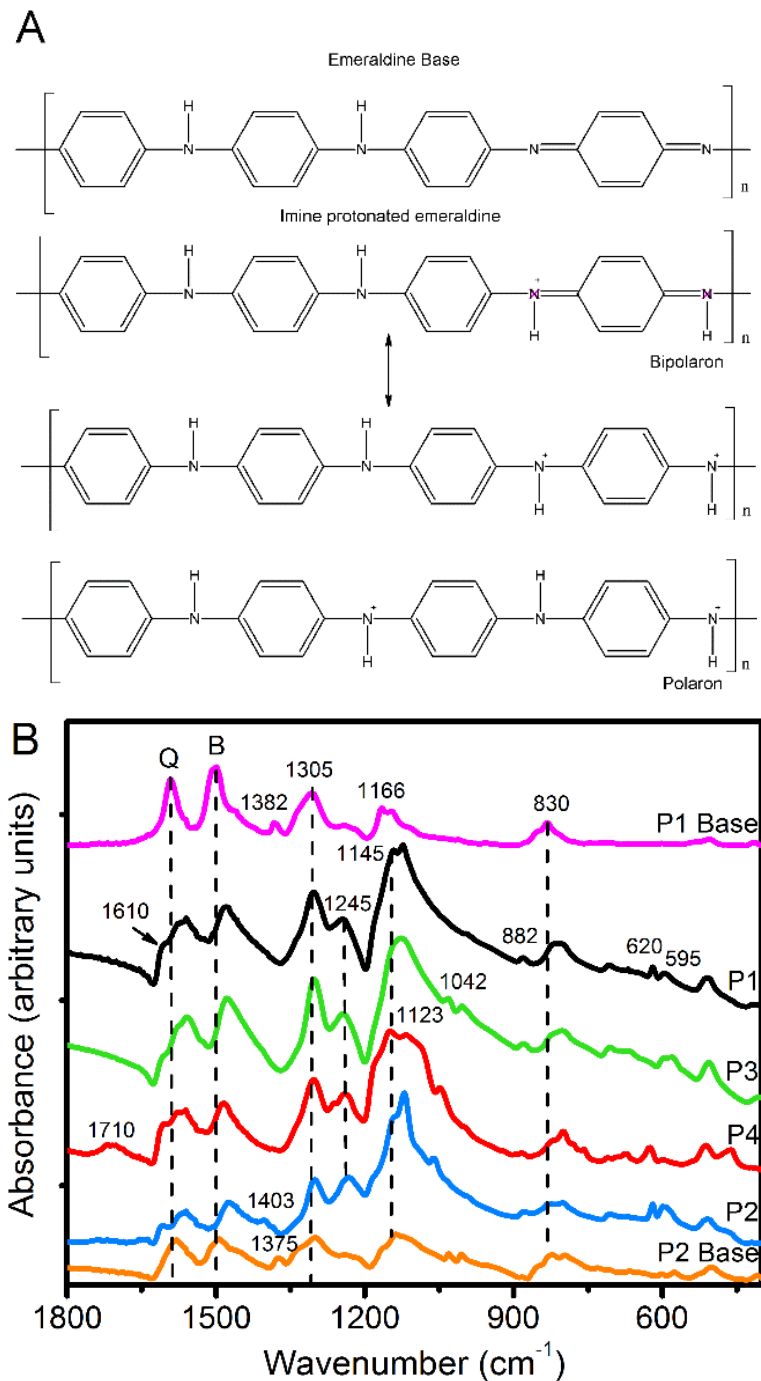 A
Emeraldine Base
H H
N N N N
n
Imine protonated emeraldine
H H
N N N+ N
H H
n
Bipolaron
H H
N N N+ N+
H H
n
H H
N N+ N N+
H H
n
Polaron
B
Q B 1305 1166 830
1382
P1 Base
1145
1245
1610 882 620 595
P1
1042
1123
P3
1710
P4
1403
P2
1375
P2 Base
Absorbance (arbitrary units)
1800 1500 1200 900 600
Wavenumber (cm⁻¹)